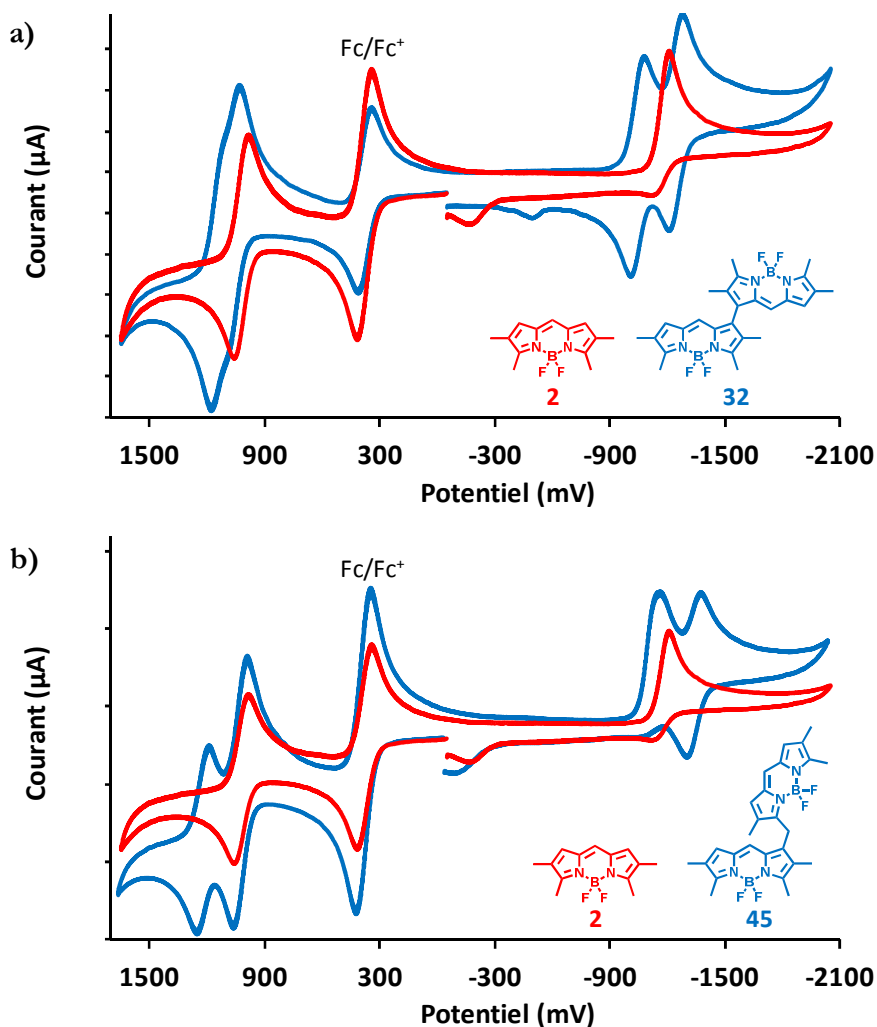 a)
Fc/Fc⁺
Courant (µA)
F B F
N N
N N
B
F F
F F
2
32
1500 900 300 -300 -900 -1500 -2100
Potentiel (mV)
b)
Fc/Fc⁺
Courant (µA)
N
B F
N F
N B N
N B N
F F
F F
2
45
1500 900 300 -300 -900 -1500 -2100
Potentiel (mV)